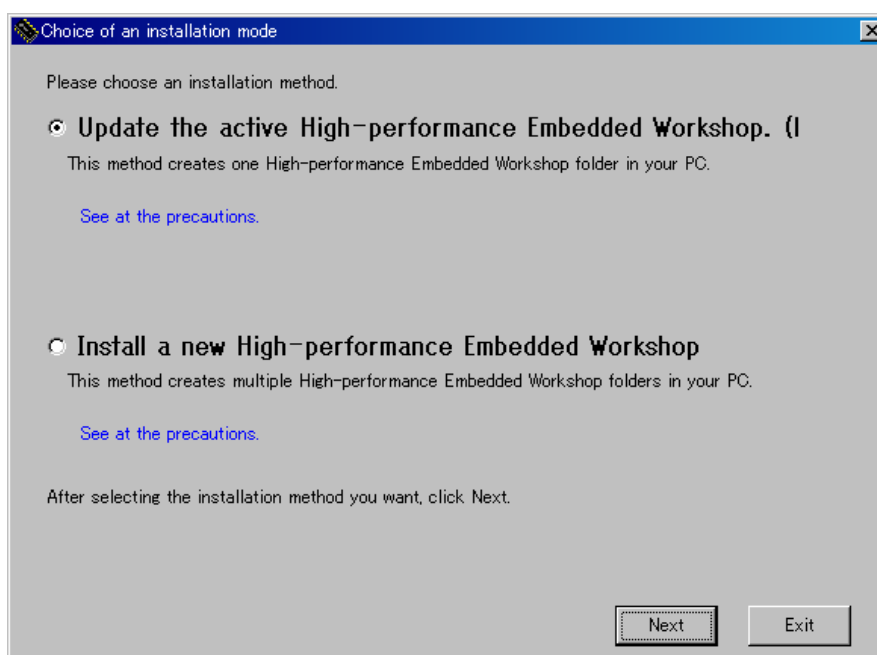 Choice of an installation mode
Please choose an installation method.
Update the active High-performance Embedded Workshop. (I
This method creates one High-performance Embedded Workshop folder in your PC.
See at the precautions.
Install a new High-performance Embedded Workshop
This method creates multiple High-performance Embedded Workshop folders in your PC.
See at the precautions.
After selecting the installation method you want, click Next.
Next Exit